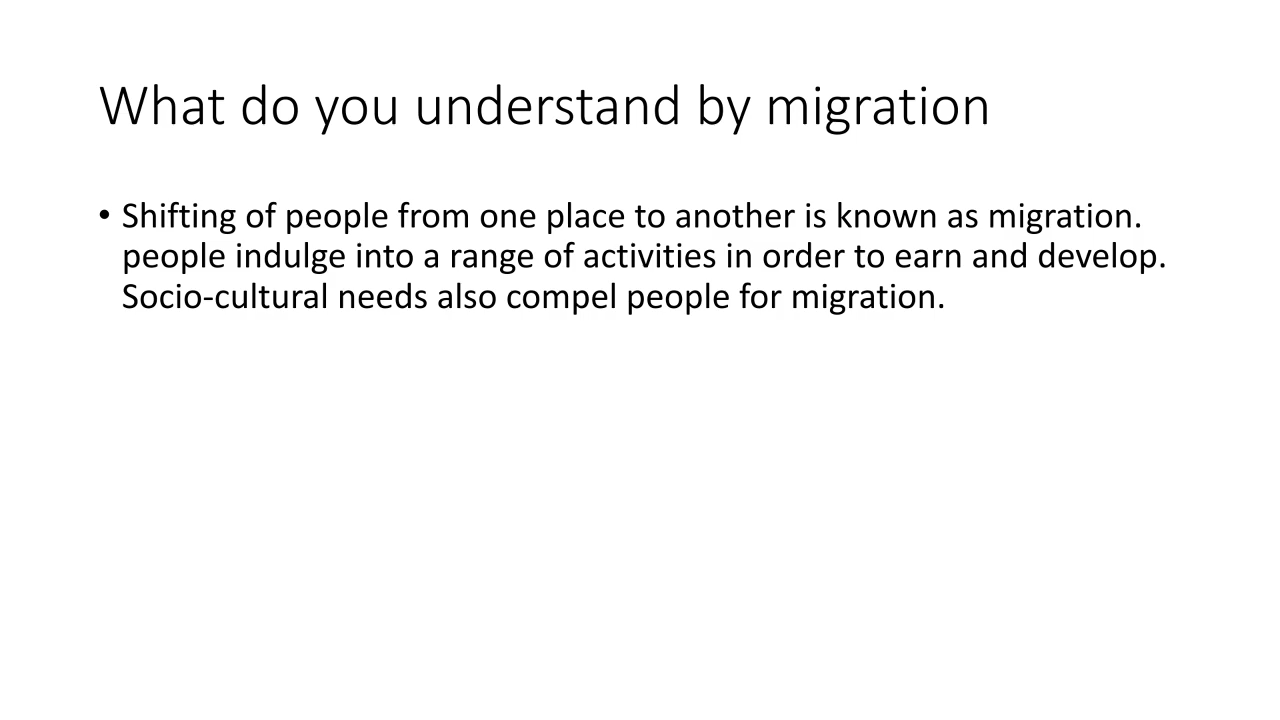 What do you understand by migration
• Shifting of people from one place to another is known as migration.
people indulge into a range of activities in order to earn and develop.
Socio-cultural needs also compel people for migration.